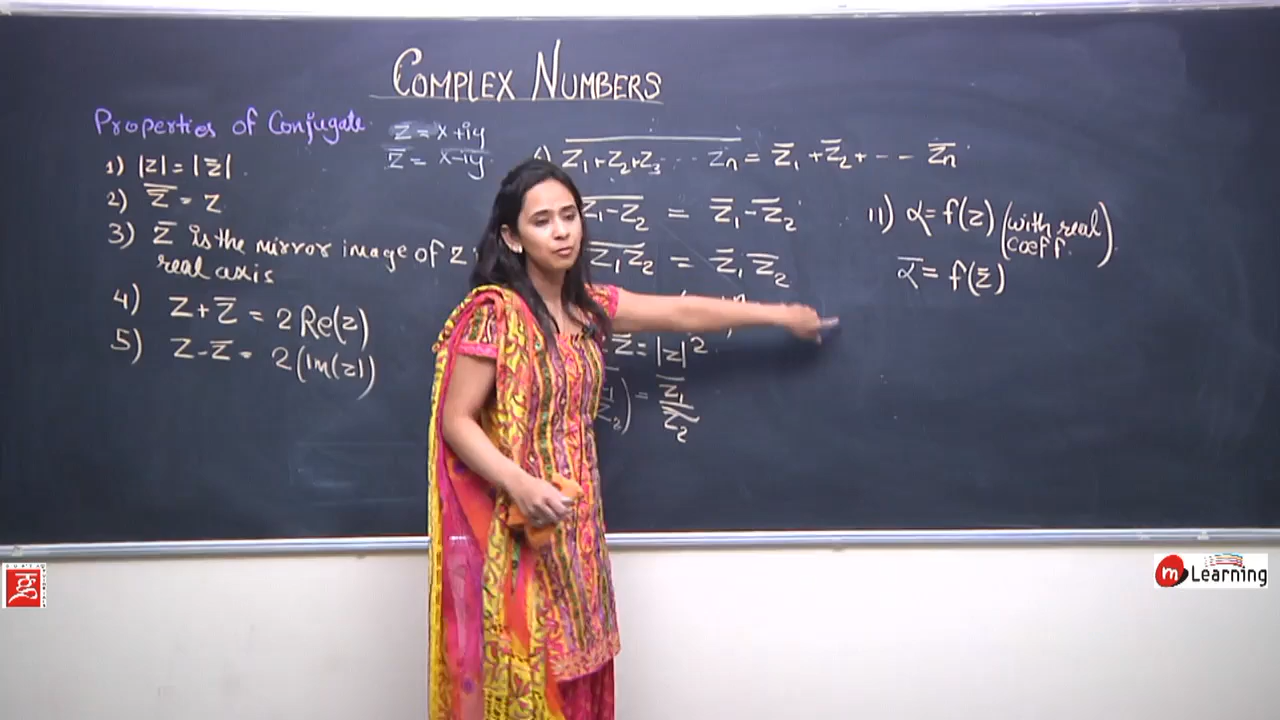 COMPLEX NUMBERS
Properties of Conjugate.
z = x+iy
z̅ = x-iy
1) |z| = |z̅|.
2) z̿ = z
3) z̅ is the mirror image of z
real axis
4) z + z̅ = 2 Re(z)
5) z - z̅ = 2(Im(z))
z₁+z₂+z₃ ... zₙ = z̅₁ + z̅₂ + -- z̅ₙ
z₁-z₂ = z̅₁ - z̅₂
z₁z₂ = z̅₁ z̅₂
z̅ = |z|²
z₂) = z̅₁/z̅₂
11) α = f(z) (with real
coeff.)
α̅ = f(z̅)
m Learning